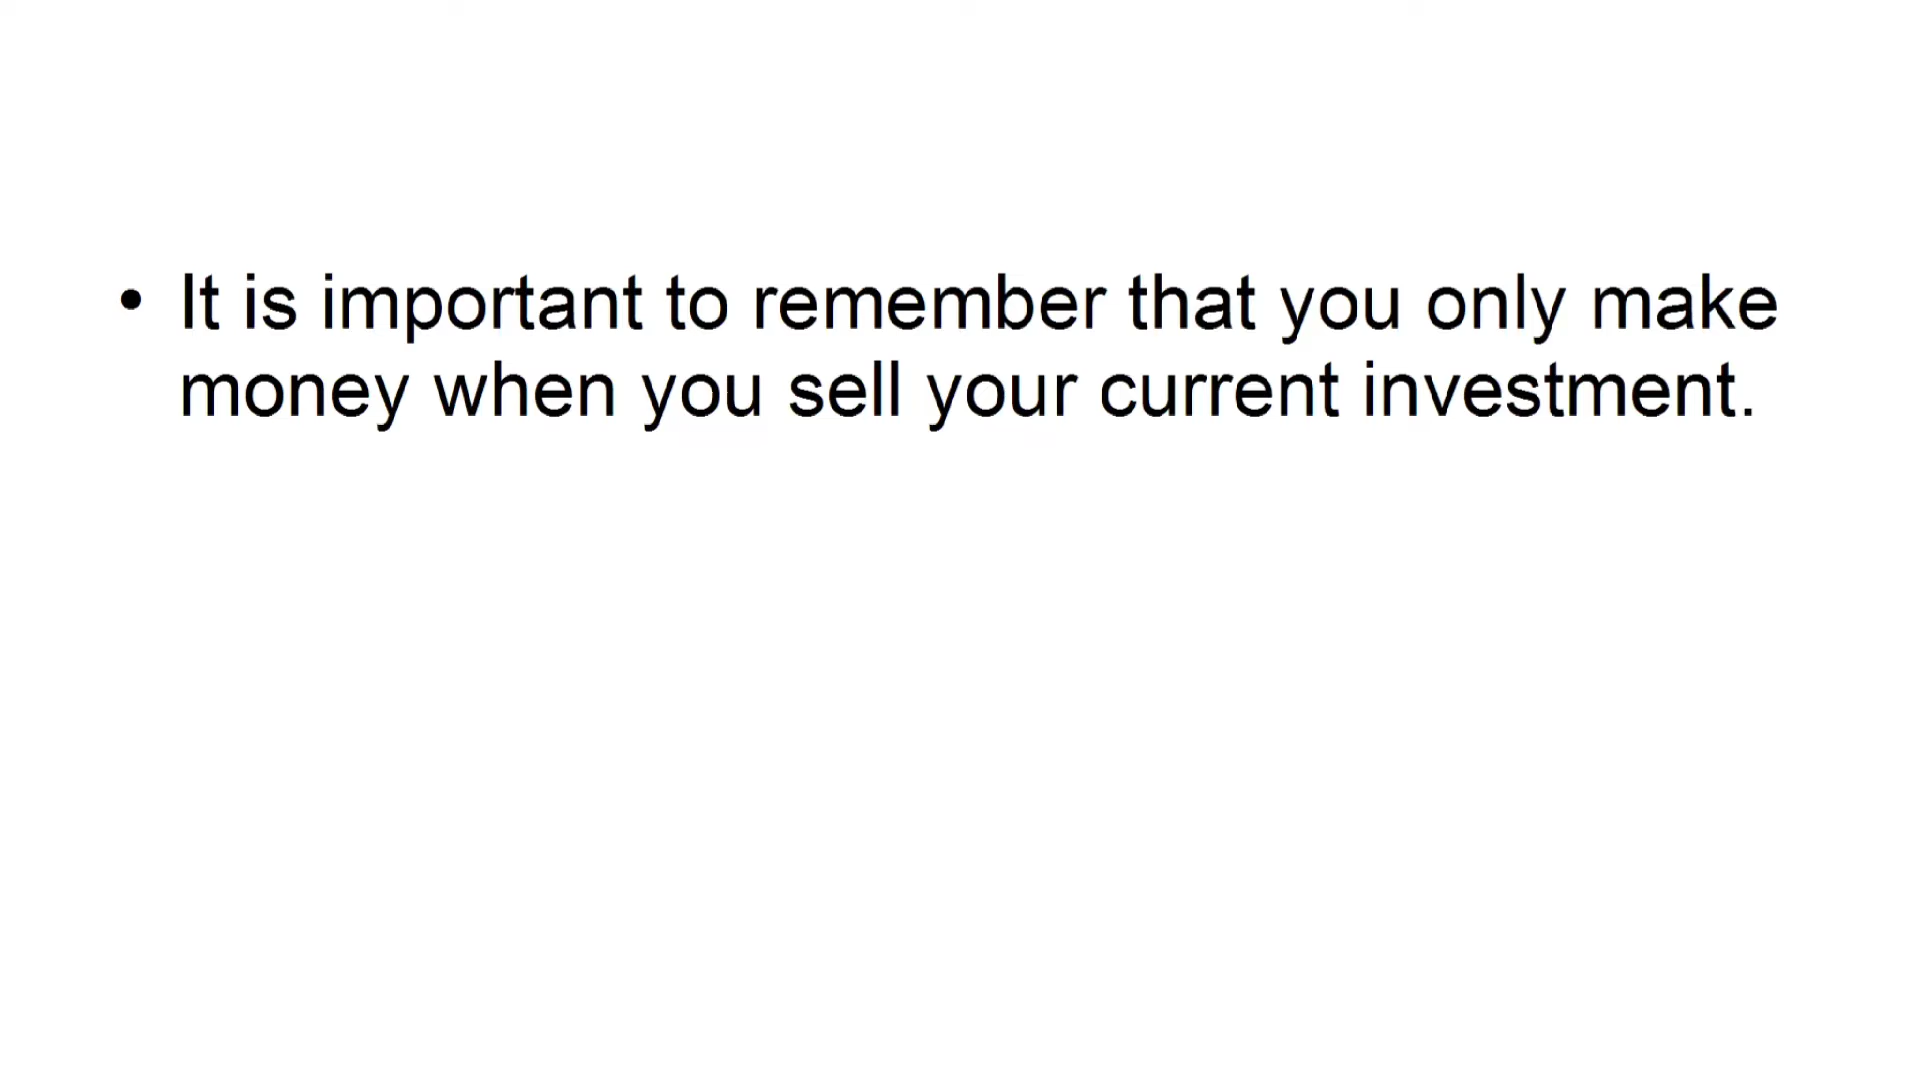 • It is important to remember that you only make
money when you sell your current investment.